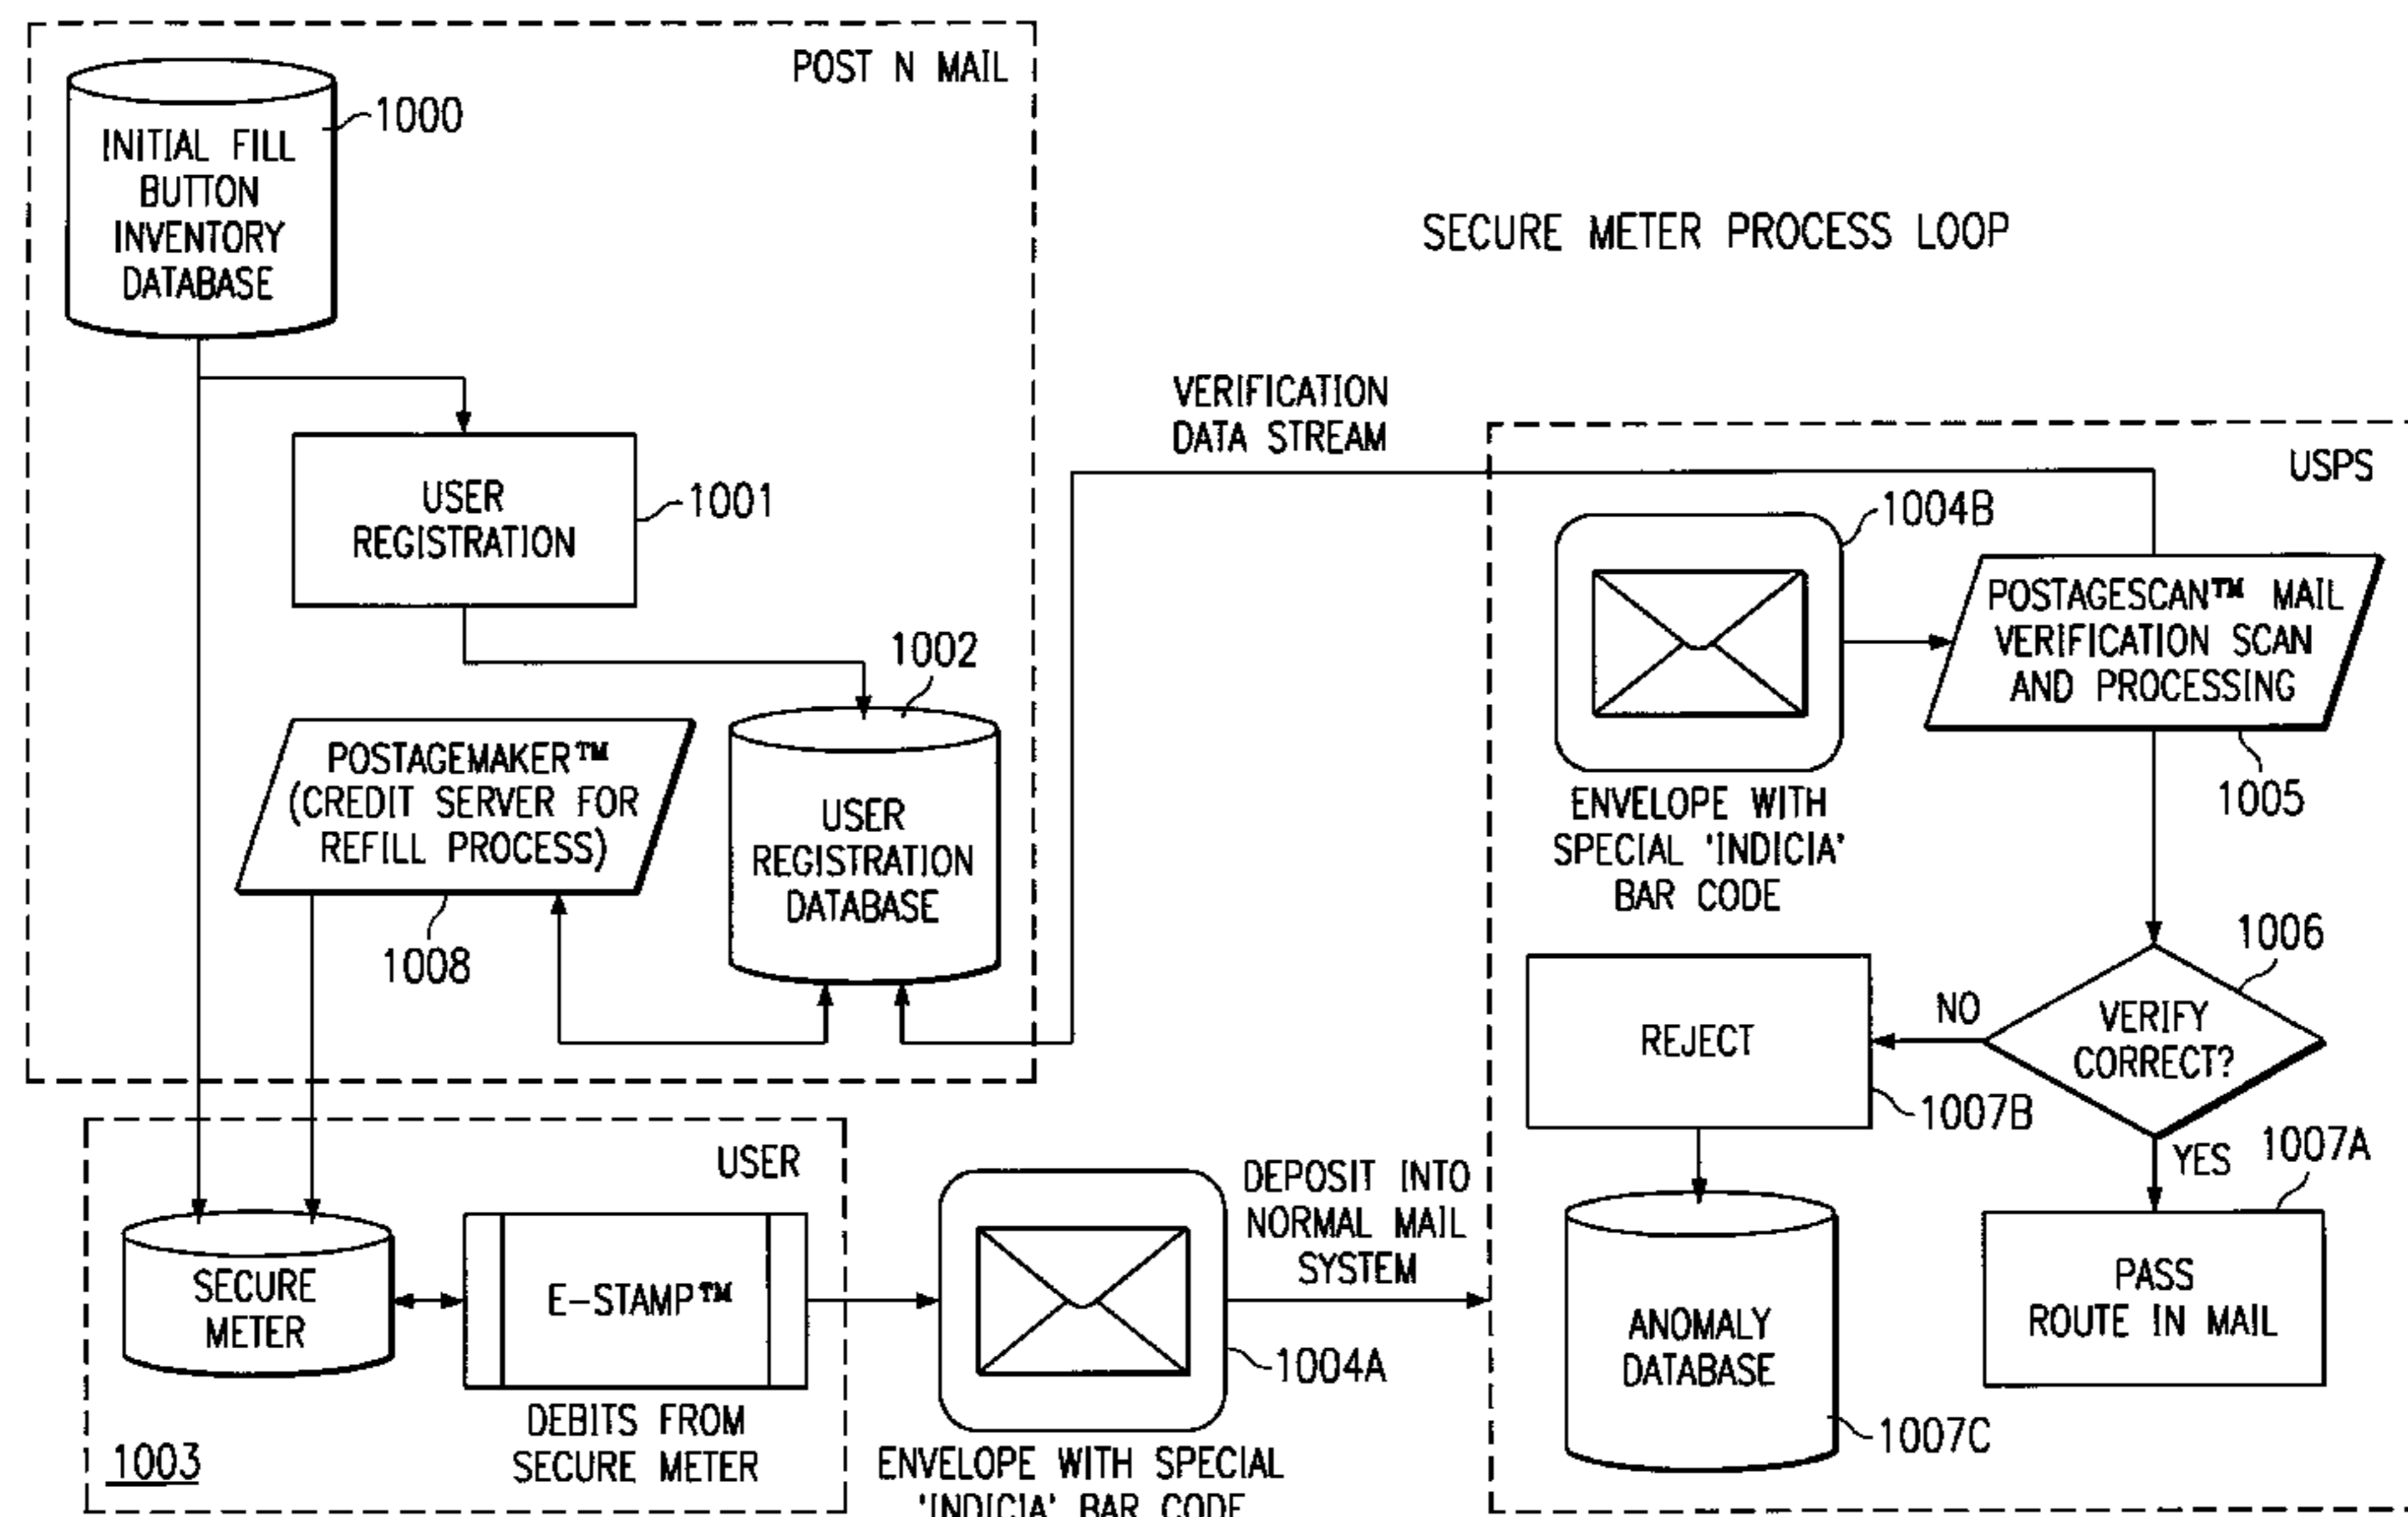 POST N MAIL
1000
INITIAL FILL
BUTTON
INVENTORY
DATABASE
SECURE METER PROCESS LOOP
USER
REGISTRATION
1001
1002
POSTAGEMAKER™
(CREDIT SERVER FOR
REFILL PROCESS)
1008
USER
REGISTRATION
DATABASE
VERIFICATION
DATA STREAM
USPS
1004B
ENVELOPE WITH
SPECIAL 'INDICIA'
BAR CODE
POSTAGESCAN™ MAIL
VERIFICATION SCAN
AND PROCESSING
1005
1006
VERIFY
CORRECT?
NO
REJECT
1007B
YES
1007A
PASS
ROUTE IN MAIL
ANOMALY
DATABASE
1007C
USER
SECURE
METER
E-STAMP™
DEBITS FROM
SECURE METER
1003
1004A
ENVELOPE WITH SPECIAL
'INDICIA' BAR CODE
DEPOSIT INTO
NORMAL MAIL
SYSTEM